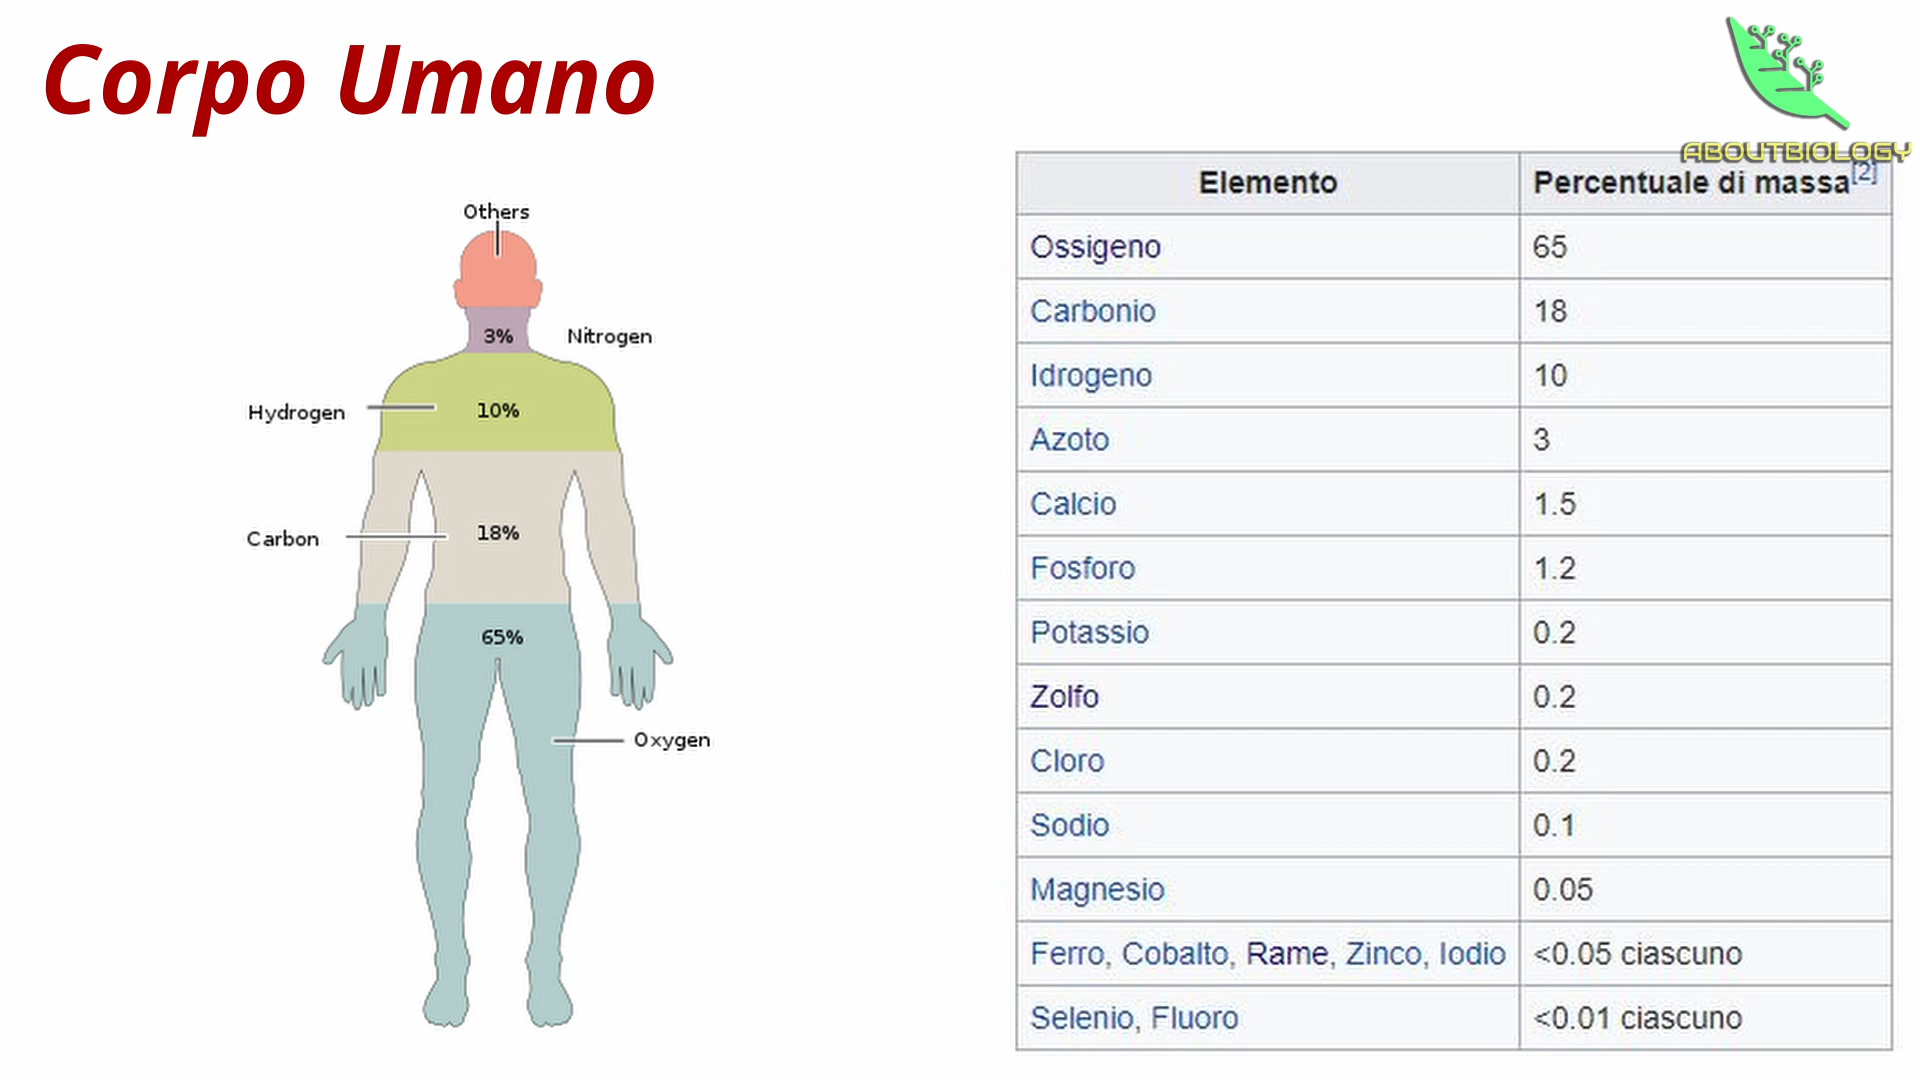 Corpo Umano
ABOUTBIOLOGY
Others
3% Nitrogen
Hydrogen 10%
Carbon 18%
65%
Oxygen
Elemento Percentuale di massa[2]
Ossigeno 65
Carbonio 18
Idrogeno 10
Azoto 3
Calcio 1.5
Fosforo 1.2
Potassio 0.2
Zolfo 0.2
Cloro 0.2
Sodio 0.1
Magnesio 0.05
Ferro, Cobalto, Rame, Zinco, Iodio <0.05 ciascuno
Selenio, Fluoro <0.01 ciascuno